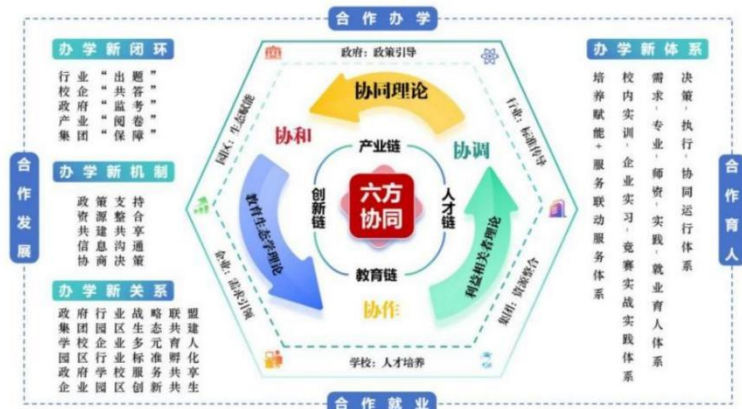 合作办学
办学新闭环
行业“出题”
校企“共答”
政府“监考”
产业“阅卷”
集团“保障”
办学新机制
政策支持
资源整合
共建共享
信息沟通
协商决策
办学新关系
政府行业战略联盟
集团园区生态共建
学校企业多元育人
园区行业标准孵化
政府学校服务共享
企业园区创新共生
合作发展
政府：政策引导
行业：标准传导
集团：资源整合
学校：人才培养
企业：需求引领
园区：生态赋能
协同理论
利益相关者理论
教育生态学理论
协和
协调
协作
产业链
人才链
教育链
创新链
六方
协同
办学新体系
决策-执行-协同运行体系
需求-专业-师资-实践-就业育人体系
校内实训-企业实习-竞赛实战实践体系
培养赋能+服务联动服务体系
合作育人
合作就业